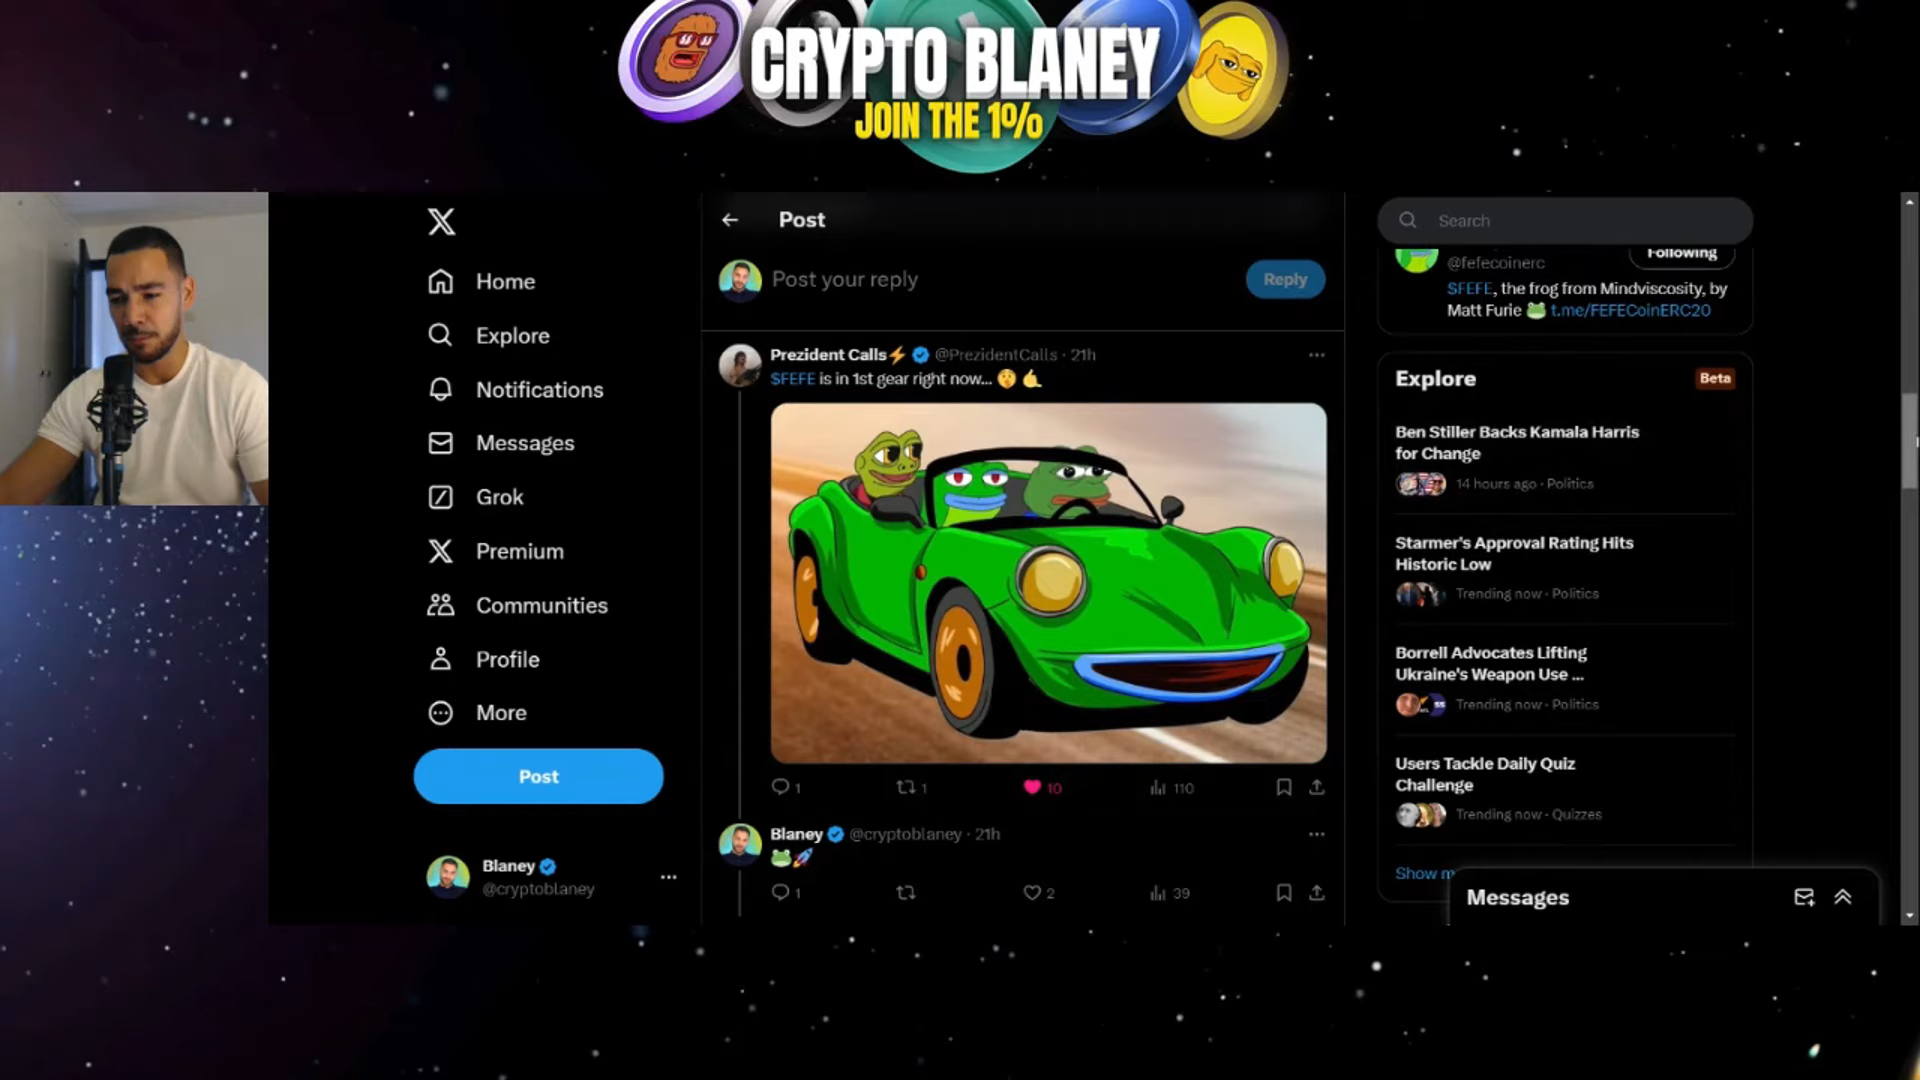 CRYPTO BLANEY
JOIN THE 1%
Home
Explore
Notifications
Messages
Grok
Premium
Communities
Profile
More
Post
Blaney
@cryptoblaney
Post
Post your reply
Reply
Prezident Calls @PrezidentCalls · 21h
$FEFE is in 1st gear right now...
1
1
10
110
Blaney @cryptoblaney · 21h
1
2
39
Search
@fefecoinerc
Following
$FEFE, the frog from Mindviscosity, by
Matt Furie t.me/FEFECoinERC20
Explore
Beta
Ben Stiller Backs Kamala Harris
for Change
14 hours ago · Politics
Starmer's Approval Rating Hits
Historic Low
Trending now · Politics
Borrell Advocates Lifting
Ukraine's Weapon Use ...
Trending now · Politics
Users Tackle Daily Quiz
Challenge
Trending now · Quizzes
Show
Messages